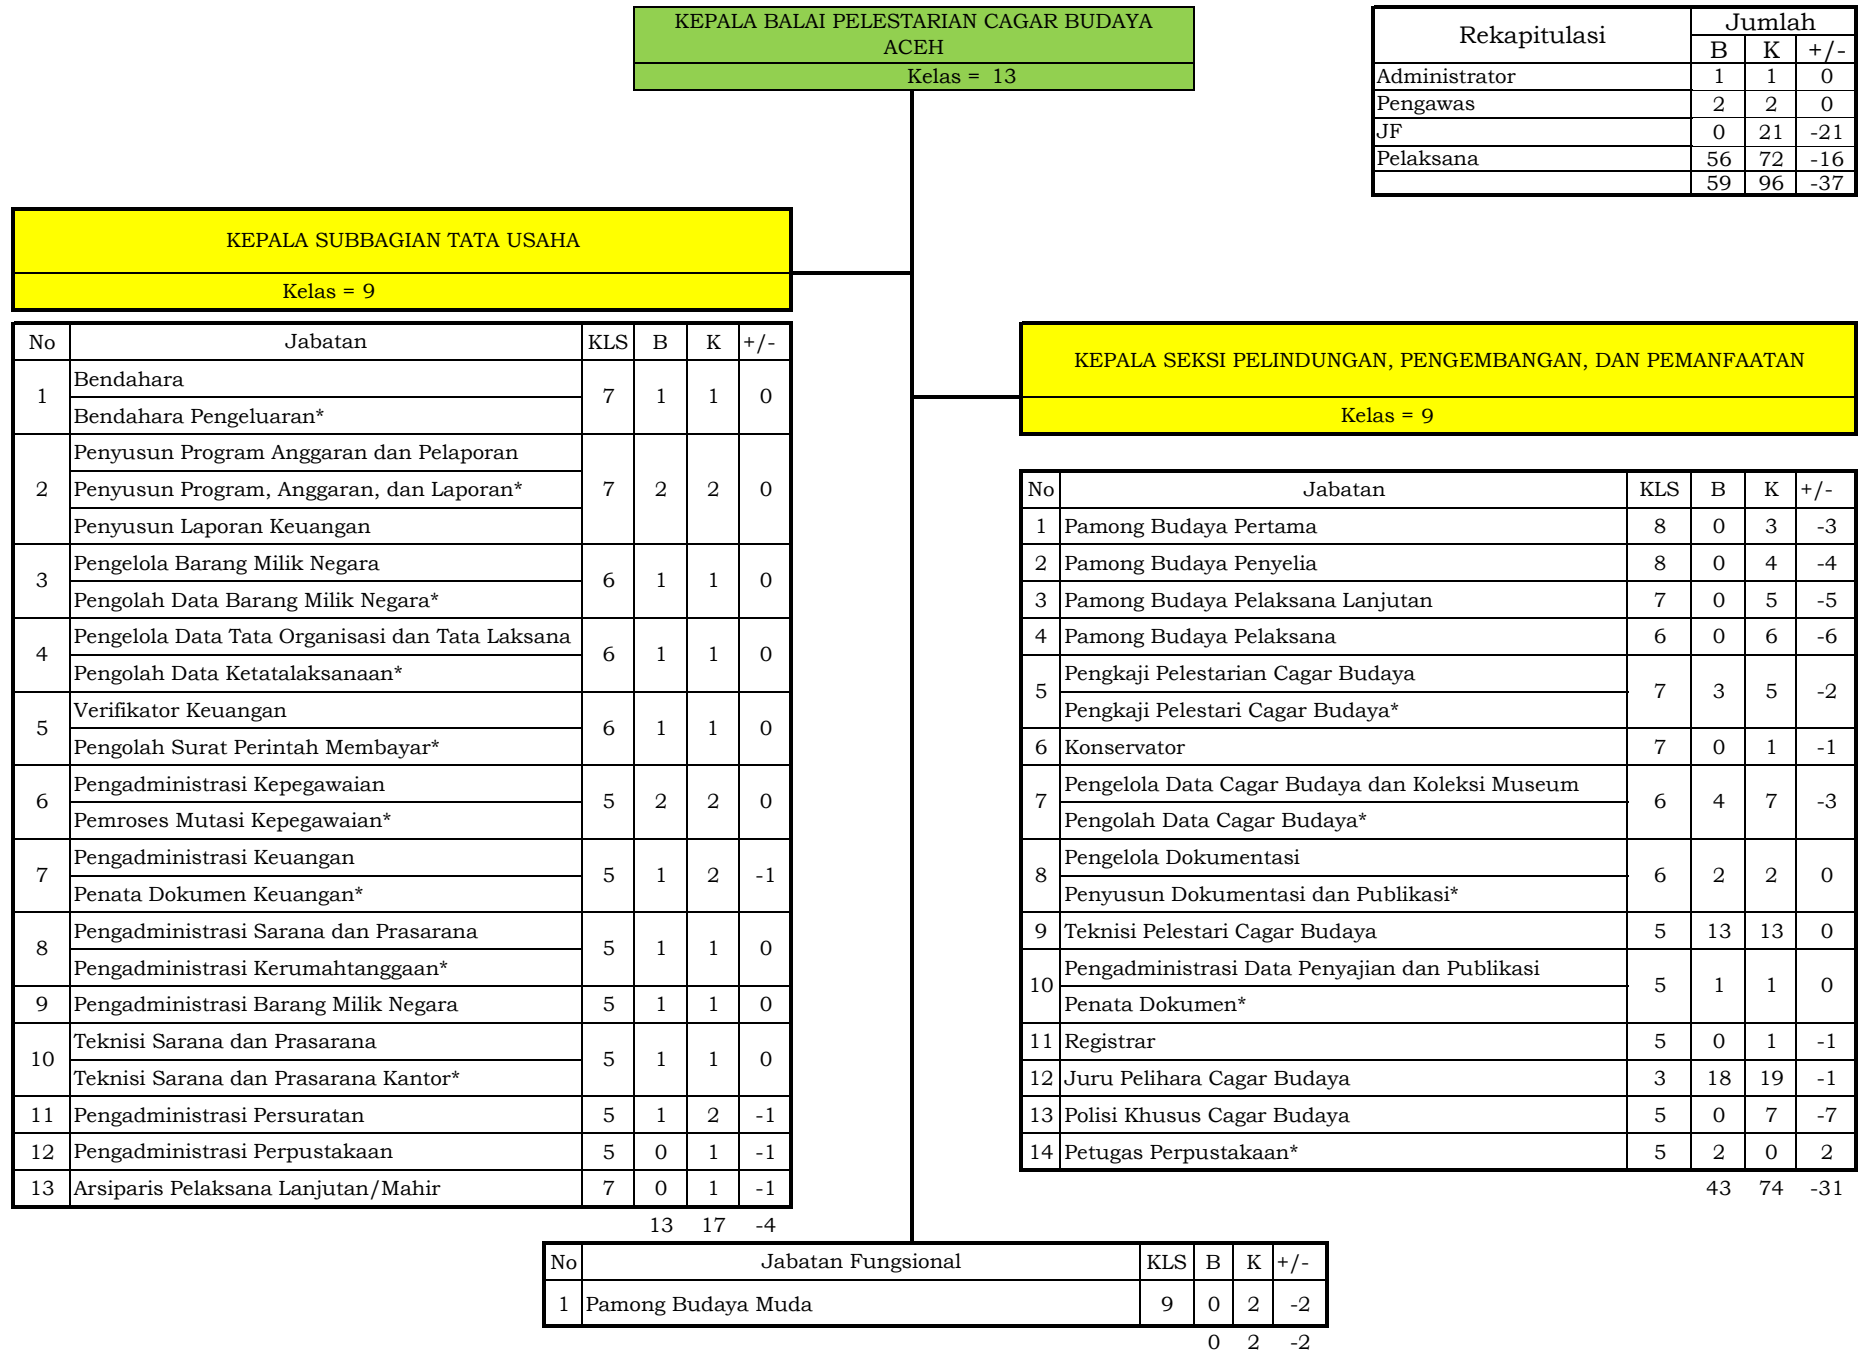 KEPALA BALAI PELESTARIAN CAGAR BUDAYA
ACEH
Kelas = 13
Rekapitulasi Jumlah
B K +/-
Administrator 1 1 0
Pengawas 2 2 0
JF 0 21 -21
Pelaksana 56 72 -16
59 96 -37
KEPALA SUBBAGIAN TATA USAHA
Kelas = 9
No Jabatan KLS B K +/-
1 Bendahara 7 1 1 0
Bendahara Pengeluaran*
Penyusun Program Anggaran dan Pelaporan
2 Penyusun Program, Anggaran, dan Laporan* 7 2 2 0
Penyusun Laporan Keuangan
3 Pengelola Barang Milik Negara 6 1 1 0
Pengolah Data Barang Milik Negara*
4 Pengelola Data Tata Organisasi dan Tata Laksana 6 1 1 0
Pengolah Data Ketatalaksanaan*
5 Verifikator Keuangan 6 1 1 0
Pengolah Surat Perintah Membayar*
6 Pengadministrasi Kepegawaian 5 2 2 0
Pemroses Mutasi Kepegawaian*
7 Pengadministrasi Keuangan 5 1 2 -1
Penata Dokumen Keuangan*
8 Pengadministrasi Sarana dan Prasarana 5 1 1 0
Pengadministrasi Kerumahtanggaan*
9 Pengadministrasi Barang Milik Negara 5 1 1 0
10 Teknisi Sarana dan Prasarana 5 1 1 0
Teknisi Sarana dan Prasarana Kantor*
11 Pengadministrasi Persuratan 5 1 2 -1
12 Pengadministrasi Perpustakaan 5 0 1 -1
13 Arsiparis Pelaksana Lanjutan/Mahir 7 0 1 -1
13 17 -4
KEPALA SEKSI PELINDUNGAN, PENGEMBANGAN, DAN PEMANFAATAN
Kelas = 9
No Jabatan KLS B K +/-
1 Pamong Budaya Pertama 8 0 3 -3
2 Pamong Budaya Penyelia 8 0 4 -4
3 Pamong Budaya Pelaksana Lanjutan 7 0 5 -5
4 Pamong Budaya Pelaksana 6 0 6 -6
5 Pengkaji Pelestarian Cagar Budaya 7 3 5 -2
Pengkaji Pelestari Cagar Budaya*
6 Konservator 7 0 1 -1
7 Pengelola Data Cagar Budaya dan Koleksi Museum 6 4 7 -3
Pengolah Data Cagar Budaya*
8 Pengelola Dokumentasi 6 2 2 0
Penyusun Dokumentasi dan Publikasi*
9 Teknisi Pelestari Cagar Budaya 5 13 13 0
10 Pengadministrasi Data Penyajian dan Publikasi 5 1 1 0
Penata Dokumen*
11 Registrar 5 0 1 -1
12 Juru Pelihara Cagar Budaya 3 18 19 -1
13 Polisi Khusus Cagar Budaya 5 0 7 -7
14 Petugas Perpustakaan* 5 2 0 2
43 74 -31
No Jabatan Fungsional KLS B K +/-
1 Pamong Budaya Muda 9 0 2 -2
0 2 -2